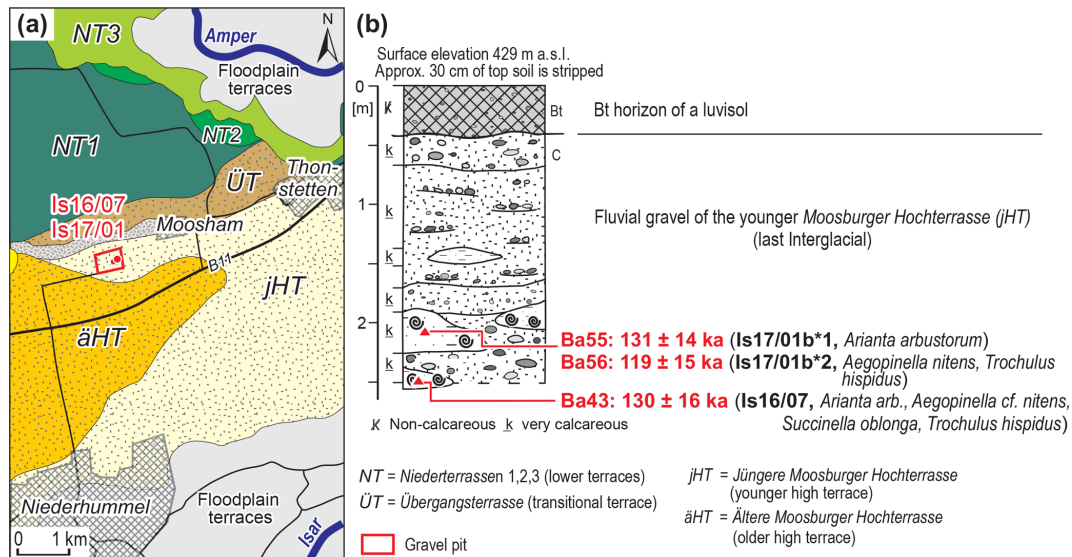 (a)
N
NT3
Amper
Floodplain
terraces
NT2
NT1
ÜT
Thon-
stetten
Is16/07
Is17/01
Moosham
B11
jHT
äHT
Niederhummel
Floodplain
terraces
Isar
0 1 km
(b)
Surface elevation 429 m a.s.l.
Approx. 30 cm of top soil is stripped
0
[m]
k
Bt
Bt horizon of a luvisol
k
C
k
1
k
Fluvial gravel of the younger Moosburger Hochterrasse (jHT)
(last Interglacial)
k
k
2
k
k
Ba55: 131 ± 14 ka (Is17/01b*1, Arianta arbustorum)
Ba56: 119 ± 15 ka (Is17/01b*2, Aegopinella nitens, Trochulus
hispidus)
Ba43: 130 ± 16 ka (Is16/07, Arianta arb., Aegopinella cf. nitens,
Succinella oblonga, Trochulus hispidus)
k Non-calcareous k very calcareous
NT = Niederterrassen 1,2,3 (lower terraces)
ÜT = Übergangsterrasse (transitional terrace)
Gravel pit
jHT = Jüngere Moosburger Hochterrasse
(younger high terrace)
äHT = Ältere Moosburger Hochterrasse
(older high terrace)